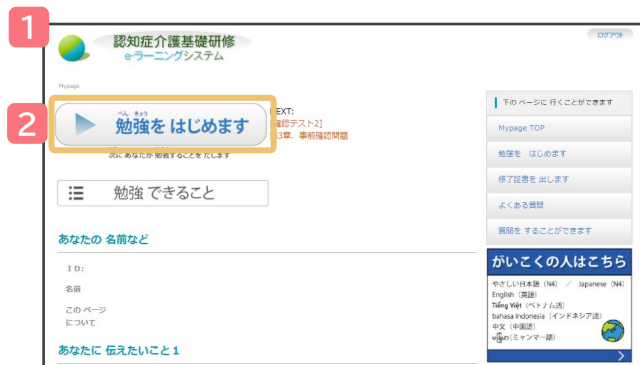 1
認知症介護基礎研修
e-ラーニングシステム
ログアウト
Mypage
2
べん きょう
勉強を はじめます
NEXT:
確認テスト2]
3章、事前確認問題
次に あなたが 勉強することを だします
勉強 できること
あなたの 名前など
ID:
名前
この ページ
について
あなたに 伝えたいこと 1
下の ページに 行くことができます
Mypage TOP
勉強を はじめます
修了証書を 出します
よくある質問
質問を することができます
がいこくの人はこちら
やさしい日本語 (N4) / Japanese (N4)
English (英語)
Tiếng Việt (ベトナム語)
bahasa Indonesia (インドネシア語)
中文 (中国語)
(ミャンマー語)